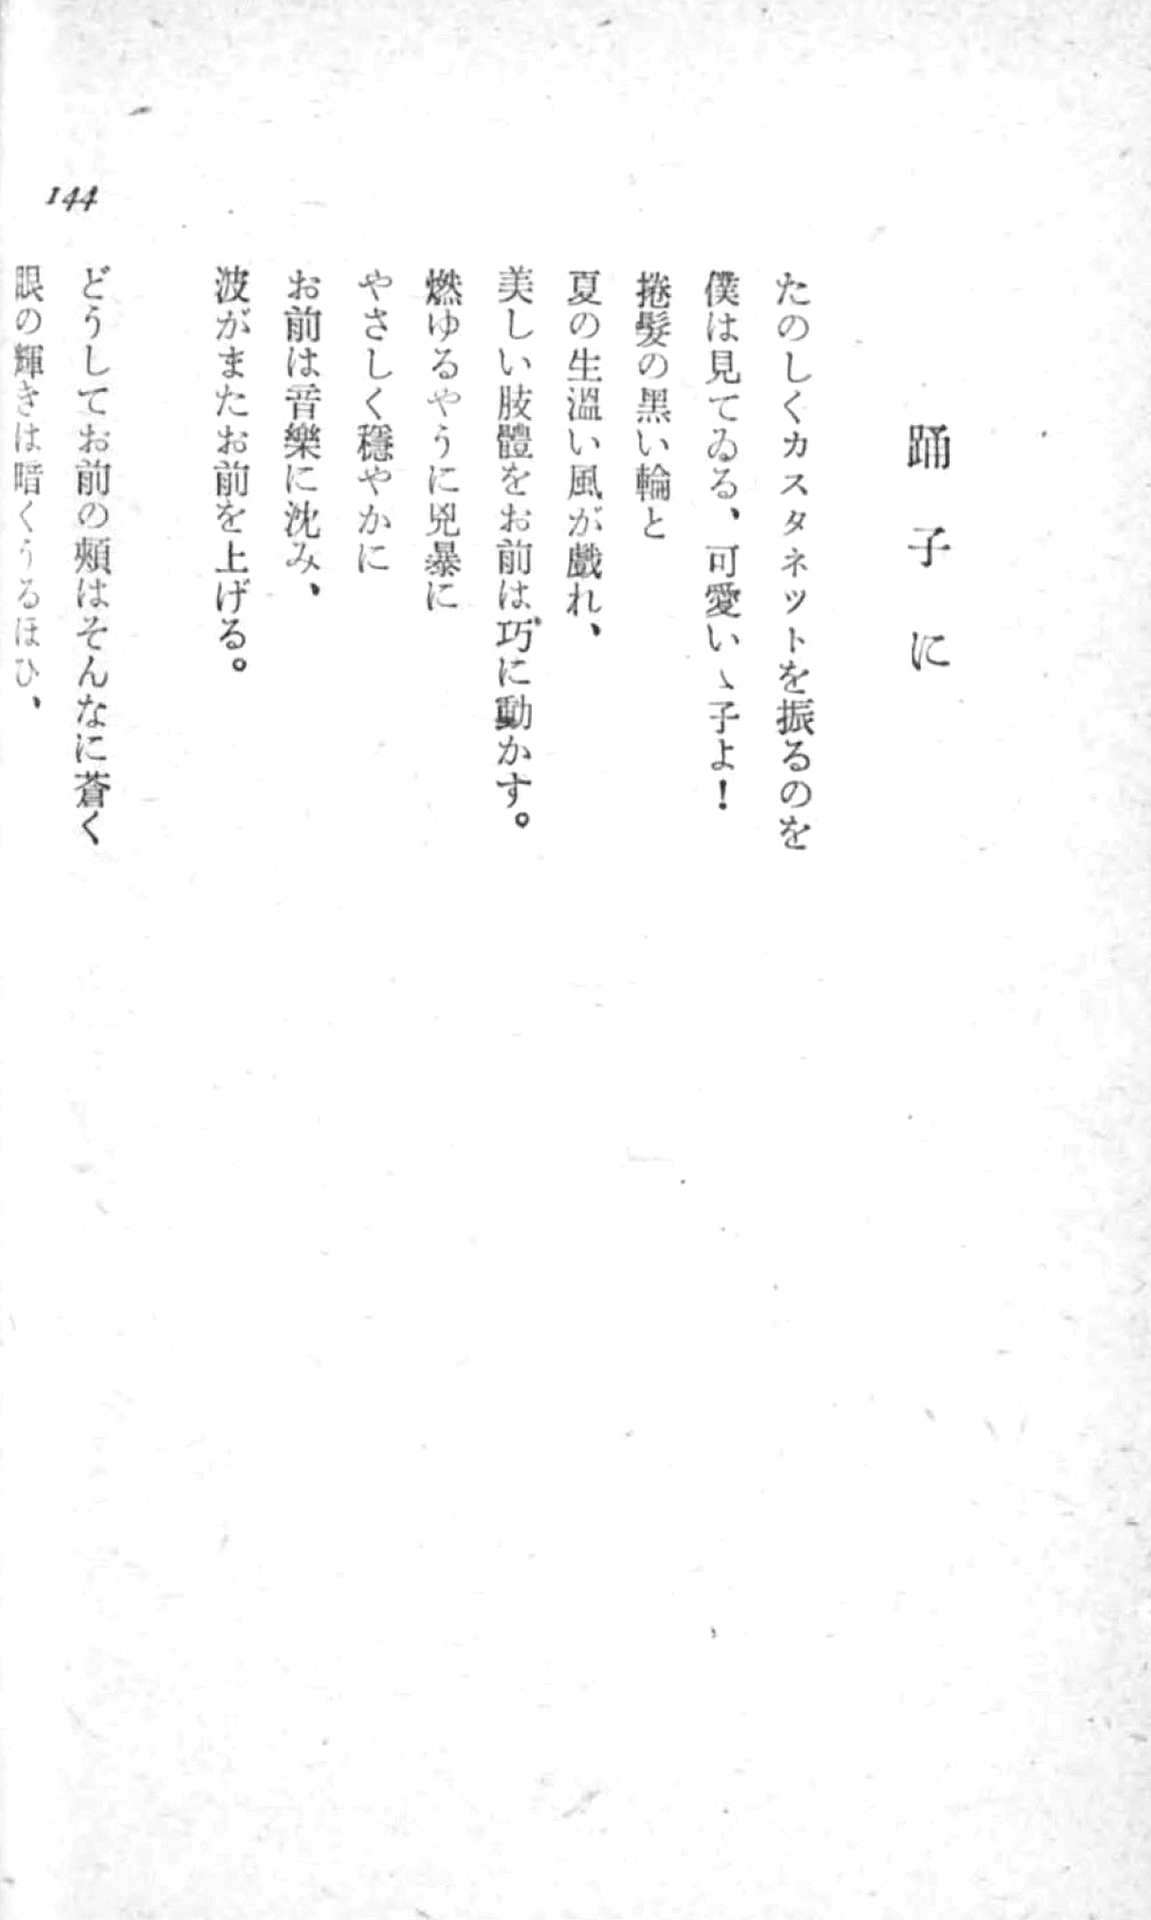 踊子に
たのしくカスタネットを振るのを
僕は見てゐる、可愛いゝ子よ！
捲髮の黑い輪と
夏の生溫い風が戲れ、
美しい肢體をお前は巧に動かす。
燃ゆるやうに兇暴に
やさしく穩やかに
お前は音樂に沈み、
波がまたお前を上げる。
どうしてお前の頰はそんなに蒼く
眼の輝きは暗くうるほひ、
144